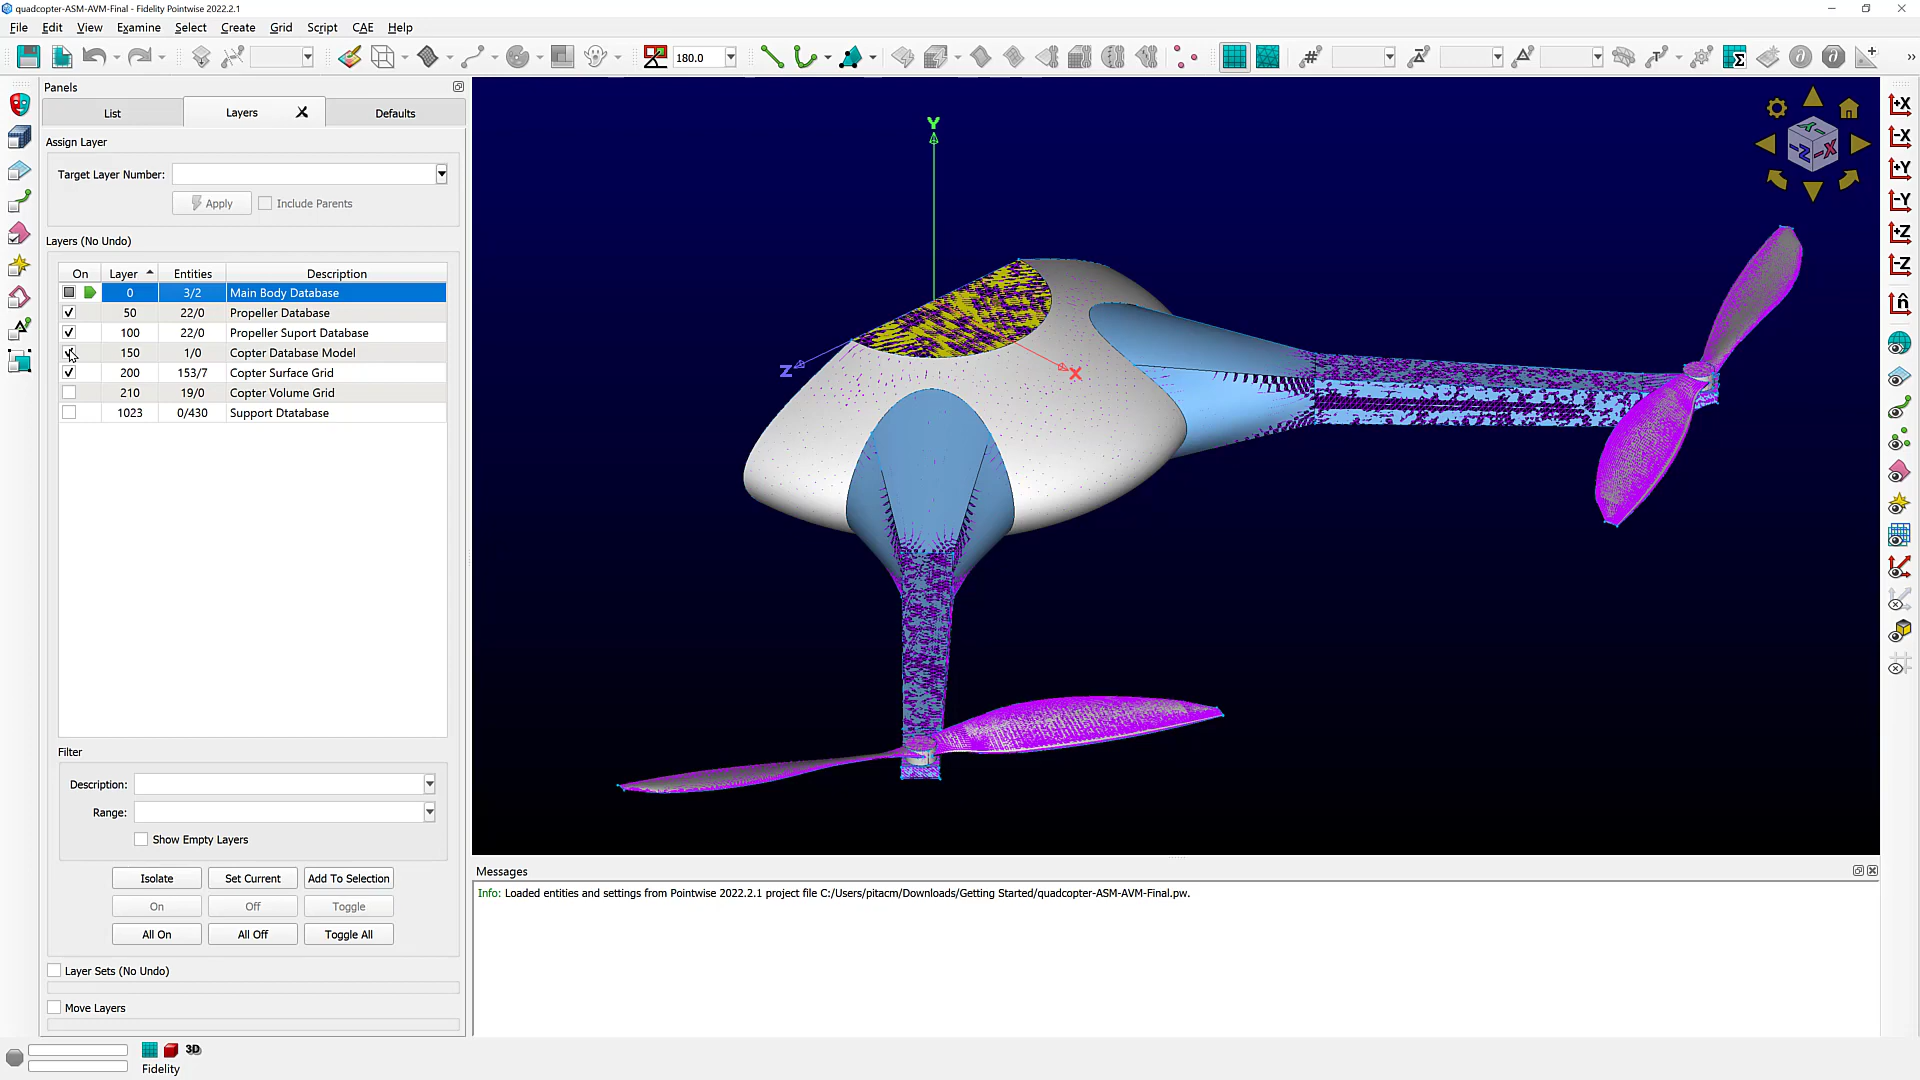 quadcopter-ASM-AVM-Final - Fidelity Pointwise 2022.2.1
File Edit View Examine Select Create Grid Script CAE Help
180.0
Panels
List Layers Defaults
Assign Layer
Target Layer Number:
Apply Include Parents
Layers (No Undo)
On Layer Entities Description
0 3/2 Main Body Database
50 22/0 Propeller Database
100 22/0 Propeller Suport Database
150 1/0 Copter Database Model
200 153/7 Copter Surface Grid
210 19/0 Copter Volume Grid
1023 0/430 Support Dtatabase
Filter
Description:
Range:
Show Empty Layers
Isolate Set Current Add To Selection
On Off Toggle
All On All Off Toggle All
Layer Sets (No Undo)
Move Layers
Y
Z
X
-Y
-Z -X
+X
-X
+Y
-Y
+Z
-Z
n
Messages
Info: Loaded entities and settings from Pointwise 2022.2.1 project file C:/Users/pitacm/Downloads/Getting Started/quadcopter-ASM-AVM-Final.pw.
3D
Fidelity